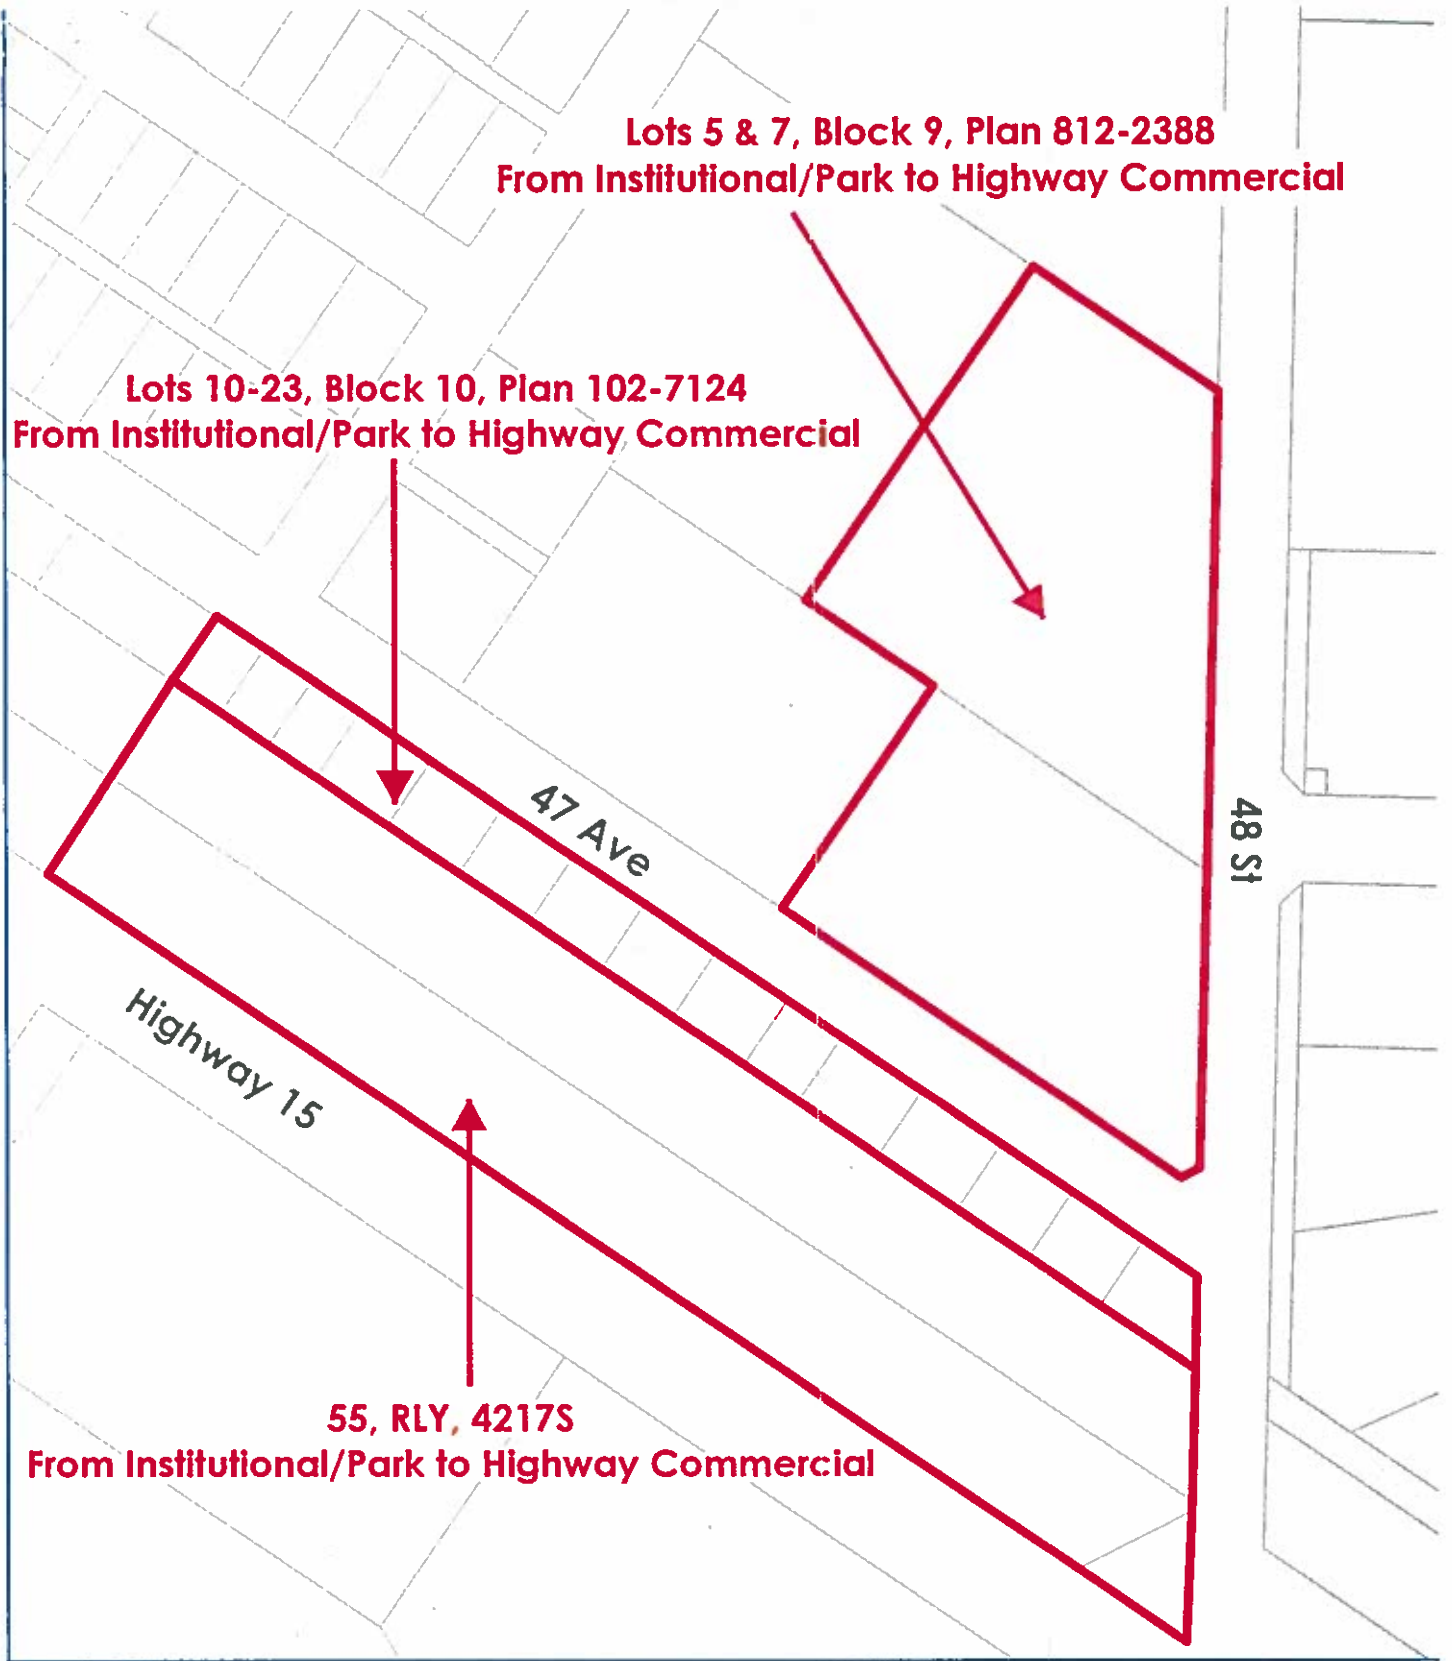 Lots 5 & 7, Block 9, Plan 812-2388
From Institutional/Park to Highway Commercial
Lots 10-23, Block 10, Plan 102-7124
From Institutional/Park to Highway Commercial
47 Ave
48 St
Highway 15
55, RLY, 4217S
From Institutional/Park to Highway Commercial